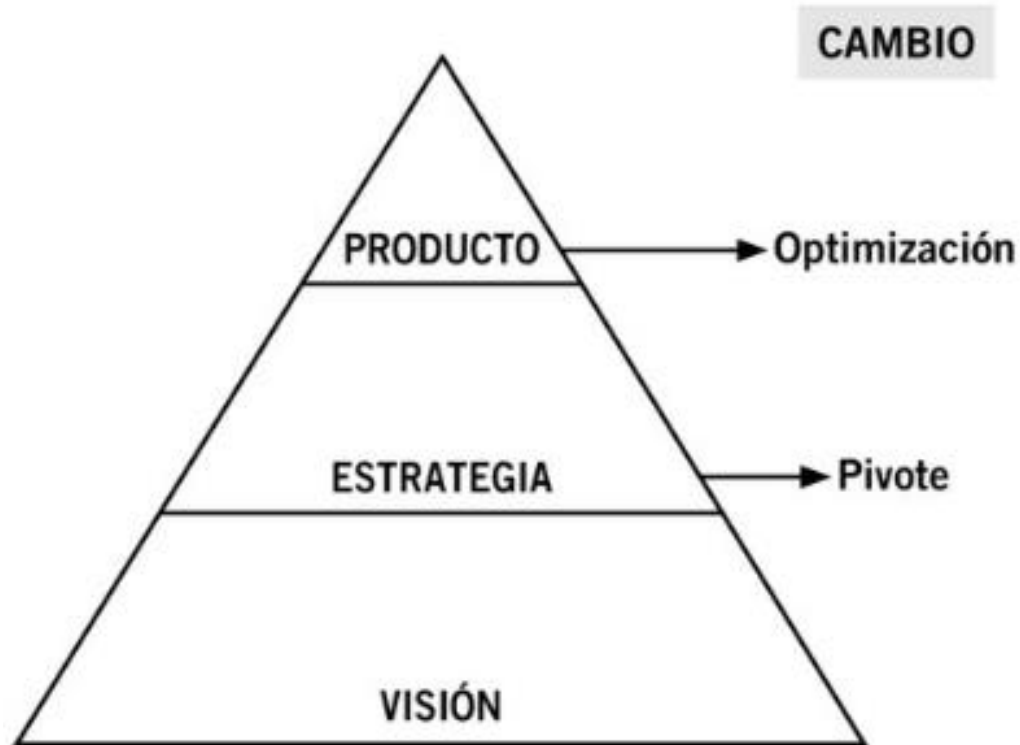 CAMBIO
PRODUCTO
Optimización
ESTRATEGIA
Pivote
VISIÓN